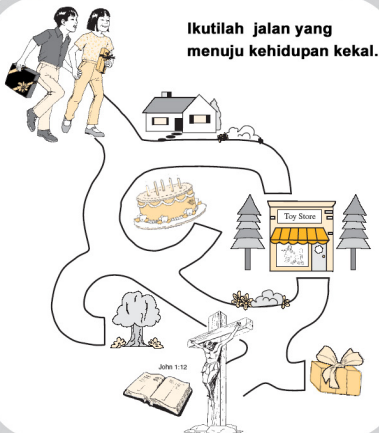 Ikutilah jalan yang
menuju kehidupan kekal.
Toy Store
John 1:12